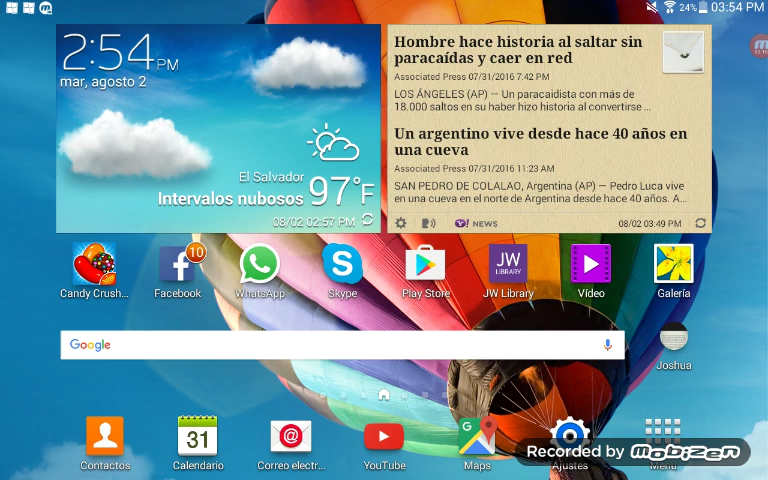 24% 03:54 PM
2:54 PM
mar, agosto 2
El Salvador
Intervalos nubosos 97°F
08/02 02:57 PM
Hombre hace historia al saltar sin
paracaídas y caer en red
Associated Press 07/31/2016 7:42 PM
LOS ÁNGELES (AP) — Un paracaidista con más de
18.000 saltos en su haber hizo historia al convertirse ...
Un argentino vive desde hace 40 años en
una cueva
Associated Press 07/31/2016 11:23 AM
SAN PEDRO DE COLALAO, Argentina (AP) — Pedro Luca vive
en una cueva en el norte de Argentina desde hace 40 años. A...
Y! NEWS 08/02 03:49 PM
10
JW
LIBRARY
Candy Crush... Facebook WhatsApp Skype Play Store JW Library Vídeo Galería
Google
Joshua
31
Contactos Calendario Correo electr... YouTube Maps Ajustes Menú
Recorded by mobizen